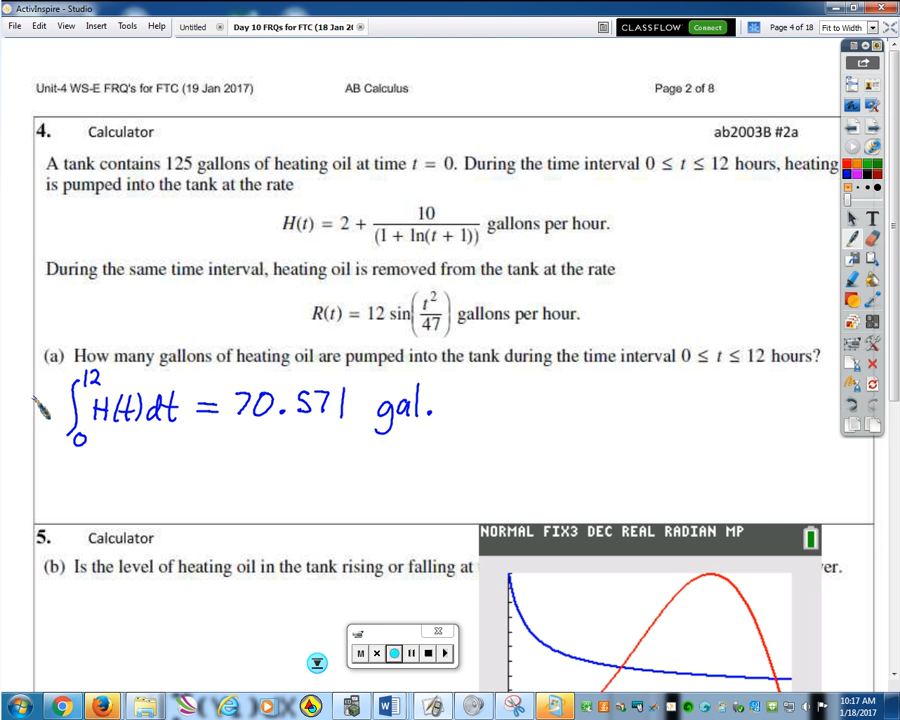 ActivInspire - Studio
File Edit View Insert Tools Help
Untitled
Day 10 FRQs for FTC (18 Jan 2(
CLASSFLOW Connect
Page 4 of 18
Fit to Width
Unit-4 WS-E FRQ's for FTC (19 Jan 2017) AB Calculus Page 2 of 8
4. Calculator ab2003B #2a
A tank contains 125 gallons of heating oil at time t = 0. During the time interval 0 ≤ t ≤ 12 hours, heating
is pumped into the tank at the rate
H(t) = 2 + 10/(1 + ln(t + 1)) gallons per hour.
During the same time interval, heating oil is removed from the tank at the rate
R(t) = 12 sin(t²/47) gallons per hour.
(a) How many gallons of heating oil are pumped into the tank during the time interval 0 ≤ t ≤ 12 hours?
∫₀¹² H(t)dt = 70.571 gal.
5. Calculator
NORMAL FIX3 DEC REAL RADIAN MP
(b) Is the level of heating oil in the tank rising or falling at er.
M
10:17 AM
1/18/2017